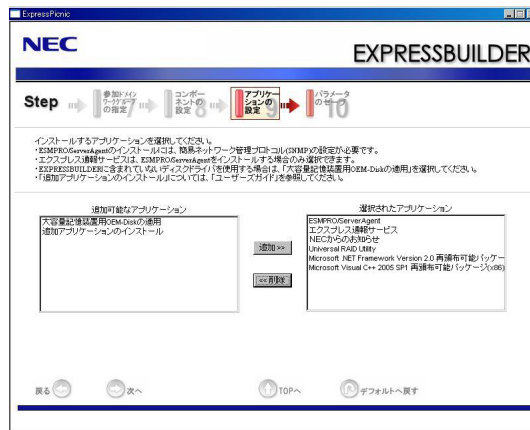 ExpressPicnic
NEC
EXPRESSBUILDER
Step
参加ドメイン
ワークグループ
の指定 7
コンポー
ネントの
設定 8
アプリケー
ションの
設定 9
パラメータ
のセーブ 10
インストールするアプリケーションを選択してください。
・ESMPRO/ServerAgentのインストールには、簡易ネットワーク管理プロトコル(SNMP)の設定が必要です。
・エクスプレス通報サービスは、ESMPRO/ServerAgentをインストールする場合のみ選択できます。
・EXPRESSBUILDERに含まれていないディスクドライバを使用する場合は、「大容量記憶装置用OEM-Diskの適用」を選択してください。
・「追加アプリケーションのインストール」については、「ユーザーズガイド」を参照してください。
追加可能なアプリケーション
大容量記憶装置用OEM-Diskの適用
追加アプリケーションのインストール
追加 >>
<< 削除
選択されたアプリケーション
ESMPRO/ServerAgent
エクスプレス通報サービス
NECからのお知らせ
Universal RAID Utility
Microsoft .NET Framework Version 2.0 再頒布可能パッケー
Microsoft Visual C++ 2005 SP1 再頒布可能パッケージ(x86)
戻る
次へ
TOPへ
デフォルトへ戻す